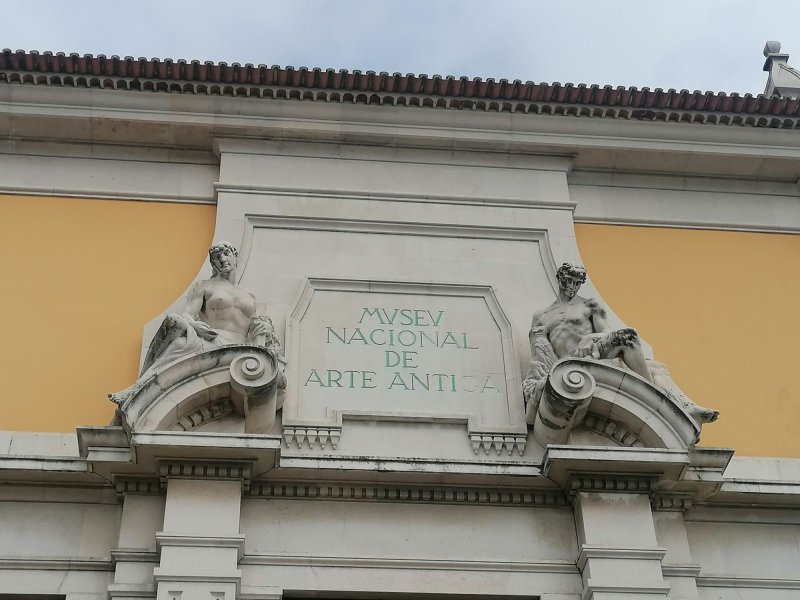 MVSEV
NACIONAL
DE
ARTE ANTIGA